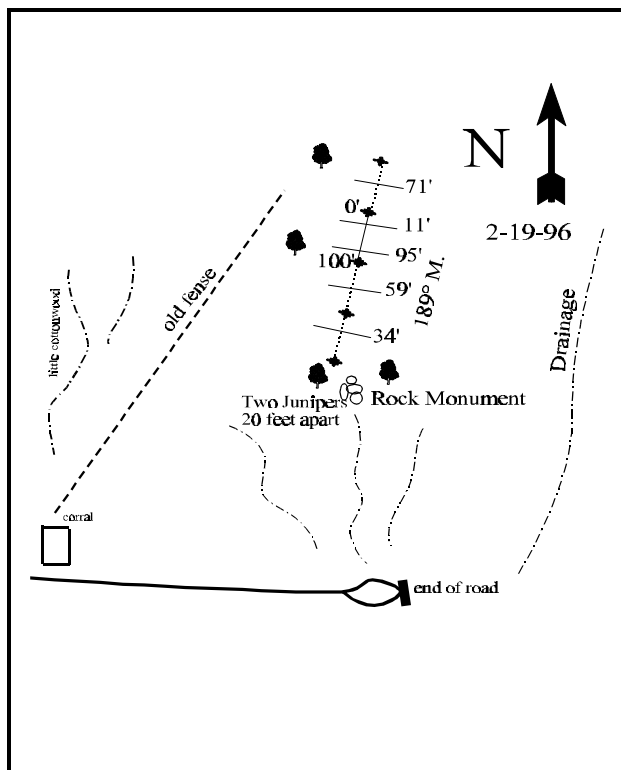 N
71'
0'
11'
2-19-96
95'
100'
59'
189° M.
34'
old fense
little cottonwood
Drainage
Two Junipers
20 feet apart
Rock Monument
corral
end of road